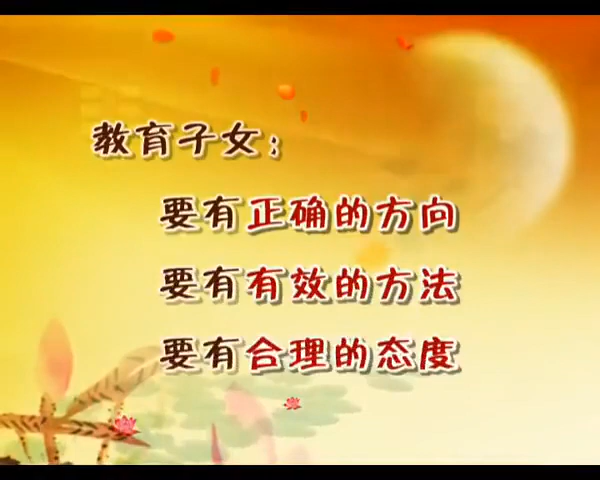 教育子女：
要有正确的方向
要有有效的方法
要有合理的态度